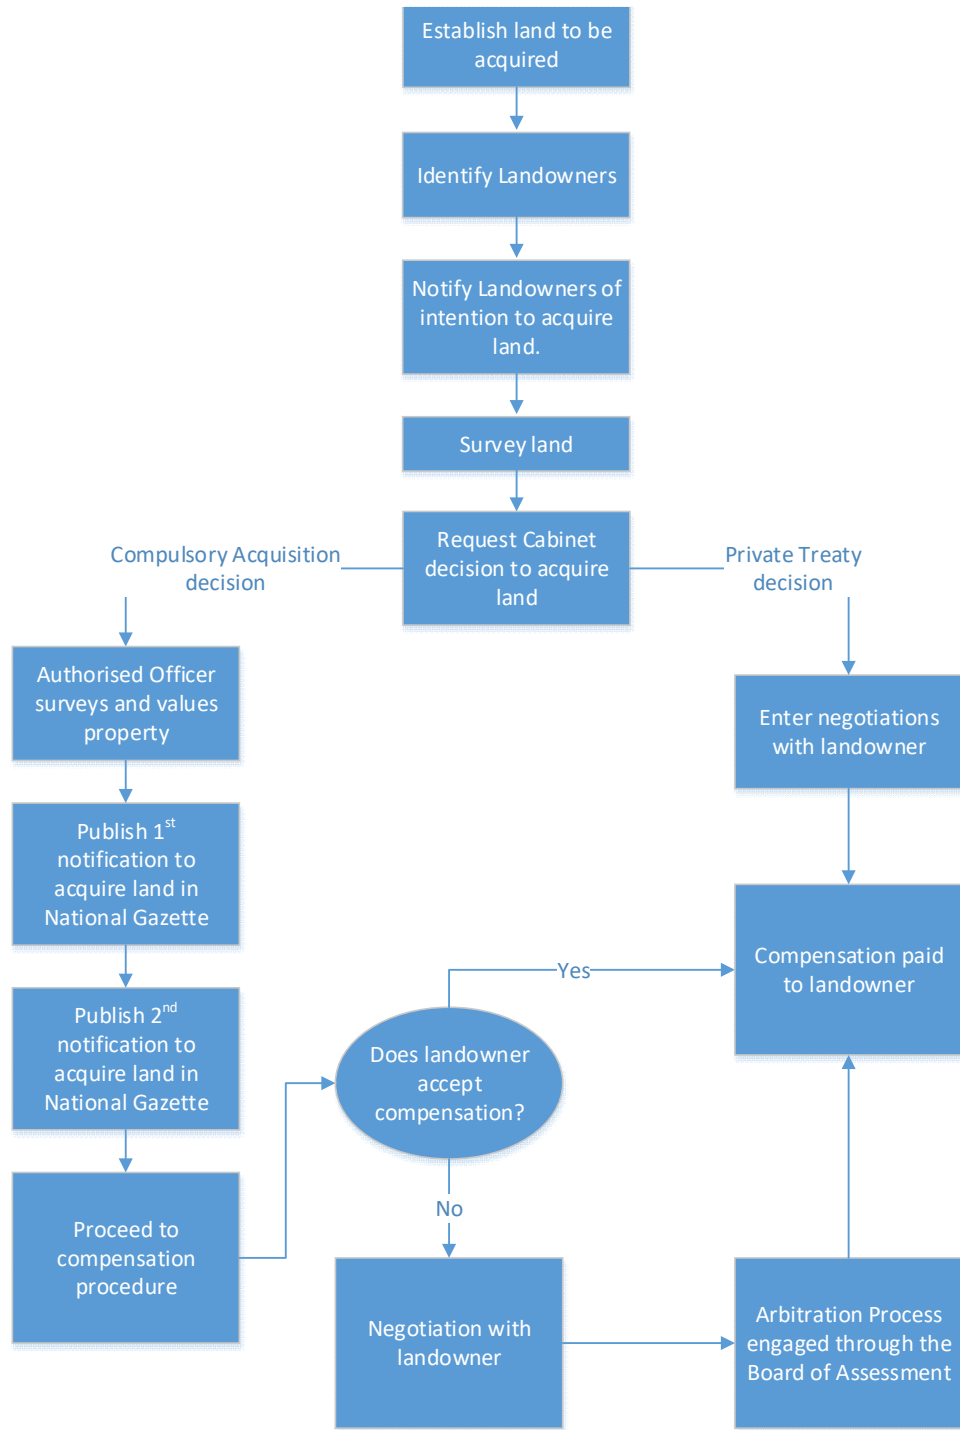 Establish land to be
acquired
Identify Landowners
Notify Landowners of
intention to acquire
land.
Survey land
Request Cabinet
decision to acquire
land
Compulsory Acquisition
decision
Private Treaty
decision
Authorised Officer
surveys and values
property
Enter negotiations
with landowner
Publish 1st
notification to
acquire land in
National Gazette
Publish 2nd
notification to
acquire land in
National Gazette
Proceed to
compensation
procedure
Does landowner
accept
compensation?
Yes
Compensation paid
to landowner
No
Negotiation with
landowner
Arbitration Process
engaged through the
Board of Assessment